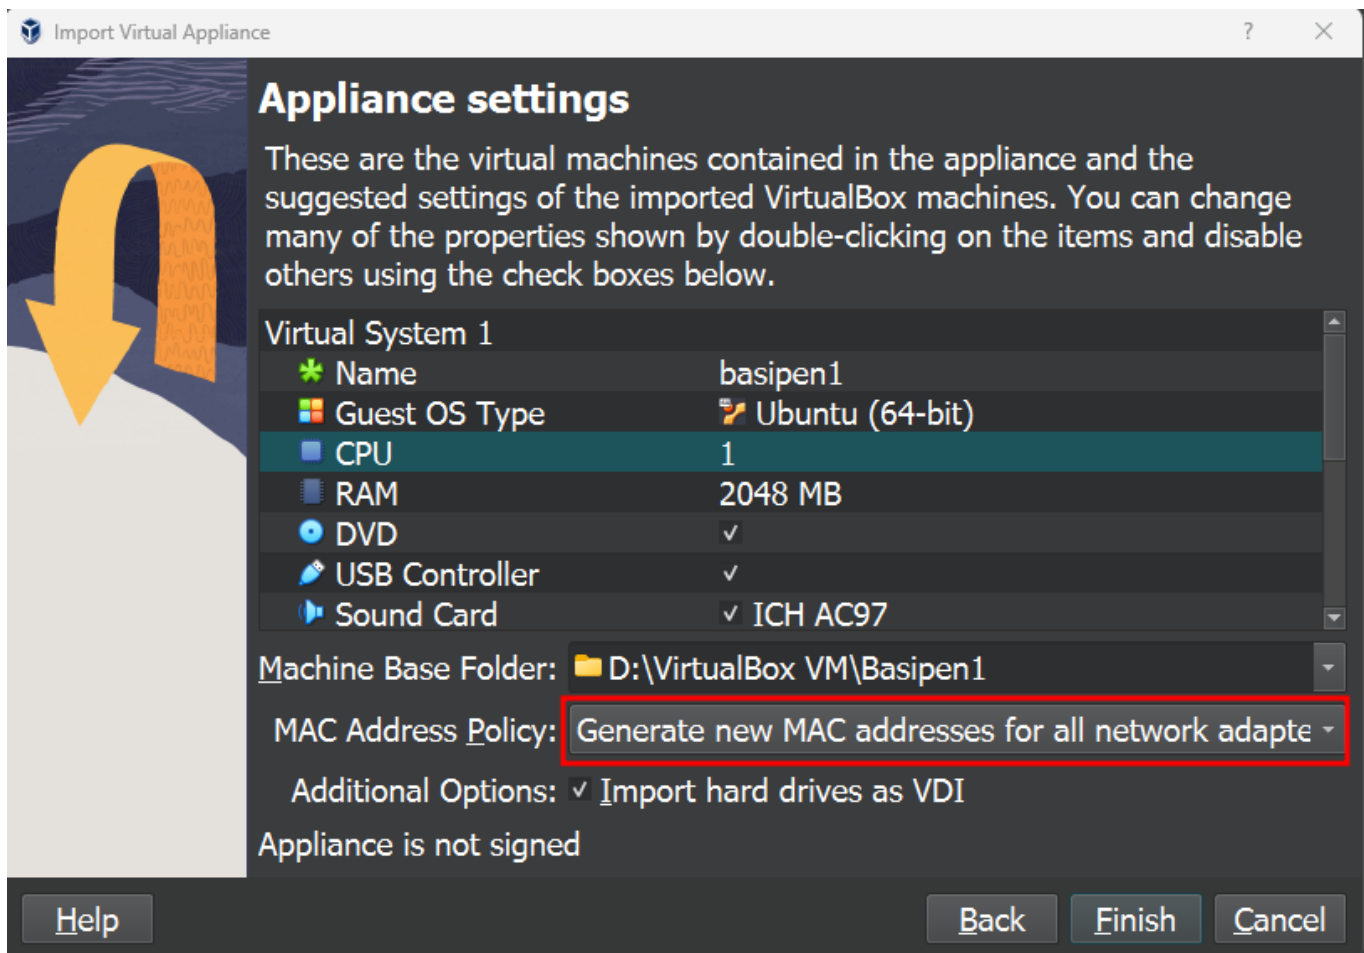 Import Virtual Appliance
?
Appliance settings
These are the virtual machines contained in the appliance and the
suggested settings of the imported VirtualBox machines. You can change
many of the properties shown by double-clicking on the items and disable
others using the check boxes below.
Virtual System 1
Name basipen1
Guest OS Type Ubuntu (64-bit)
CPU 1
RAM 2048 MB
DVD
USB Controller
Sound Card ICH AC97
Machine Base Folder: D:\VirtualBox VM\Basipen1
MAC Address Policy: Generate new MAC addresses for all network adapte
Additional Options: Import hard drives as VDI
Appliance is not signed
Help Back Finish Cancel